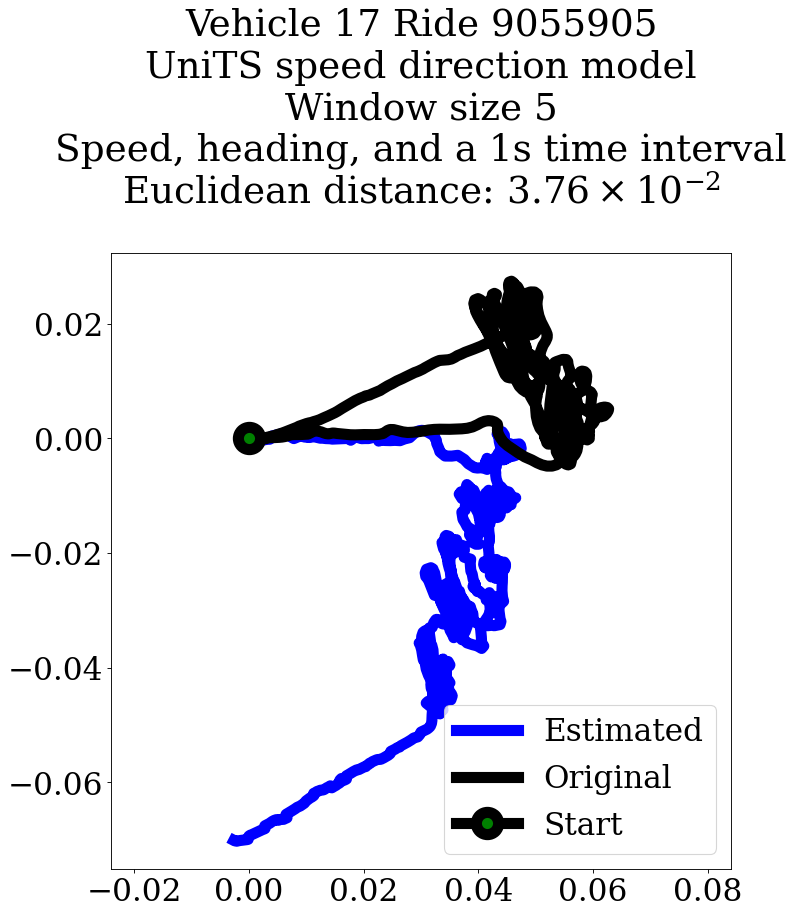 Vehicle 17 Ride 9055905
UniTS speed direction model
Window size 5
Speed, heading, and a 1s time interval
Euclidean distance: 3.76 × 10⁻²
0.02
0.00
−0.02
−0.04
−0.06
Estimated
Original
Start
−0.02 0.00 0.02 0.04 0.06 0.08